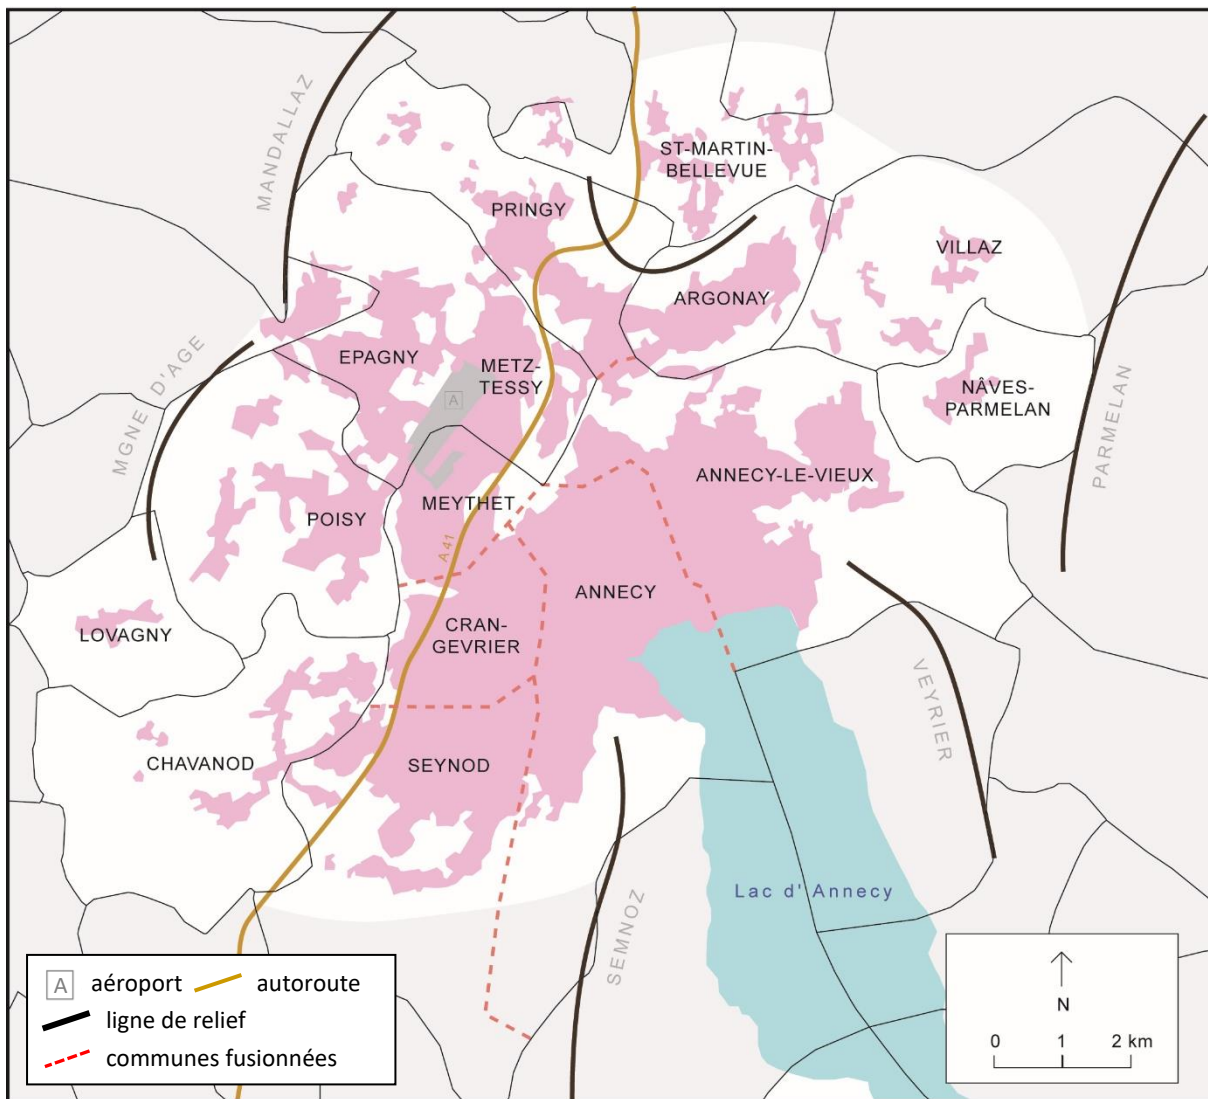 MANDALLAZ
ST-MARTIN-
BELLEVUE
PRINGY
VILLAZ
ARGONAY
MGNE D'AGE
EPAGNY
METZ-
TESSY
A
NÂVES-
PARMELAN
PARMELAN
ANNECY-LE-VIEUX
MEYTHET
POISY
A 41
ANNECY
CRAN-
GEVRIER
LOVAGNY
VEYRIER
CHAVANOD
SEYNOD
Lac d' Annecy
SEMNOZ
A aéroport
autoroute
ligne de relief
communes fusionnées
N
0 1 2 km